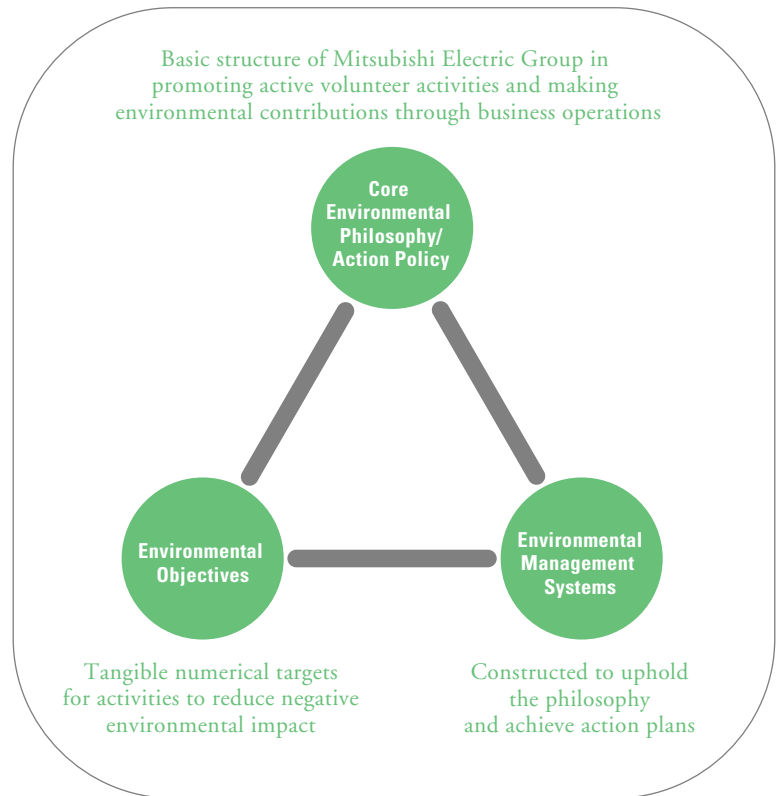 Basic structure of Mitsubishi Electric Group in
promoting active volunteer activities and making
environmental contributions through business operations
Core
Environmental
Philosophy/
Action Policy
Environmental
Objectives
Environmental
Management
Systems
Tangible numerical targets
for activities to reduce negative
environmental impact
Constructed to uphold
the philosophy
and achieve action plans